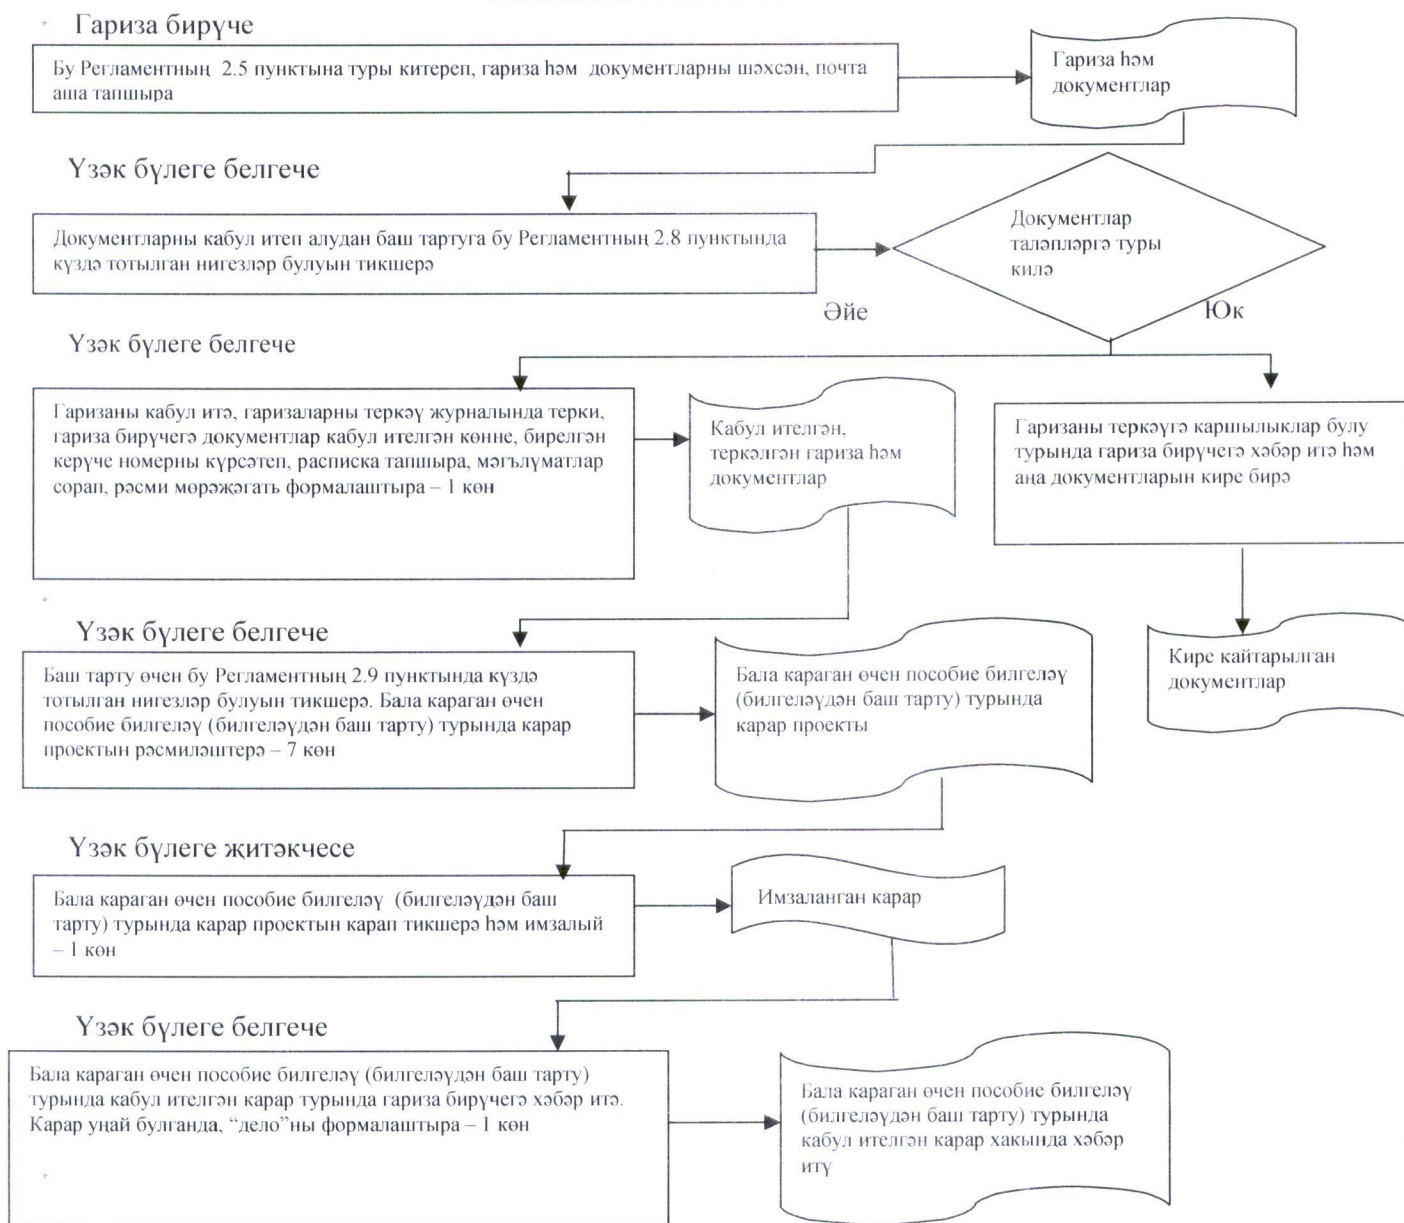 Гариза бирүче
Бу Регламентның 2.5 пунктына туры китереп, гариза һәм документларны шәхсән, почта
аша тапшыра
Гариза һәм
документлар
Үзәк бүлеге белгече
Документларны кабул итеп алудан баш тартуга бу Регламентның 2.8 пунктында
күздә тотылган нигезләр булуын тикшерә
Документлар
таләпләргә туры
килә
Әйе
Юк
Үзәк бүлеге белгече
Гаризаны кабул итә, гаризаларны теркәү журналында терки,
гариза бирүчегә документлар кабул ителгән көнне, бирелгән
керүче номерны күрсәтеп, расписка тапшыра, мәгълүматлар
сорап, рәсми мөрәҗәгать формалаштыра – 1 көн
Кабул ителгән,
теркәлгән гариза һәм
документлар
Гаризаны теркәүгә каршылыклар булу
турында гариза бирүчегә хәбәр итә һәм
аңа документларын кире бирә
Үзәк бүлеге белгече
Баш тарту өчен бу Регламентның 2.9 пунктында күздә
тотылган нигезләр булуын тикшерә. Бала караган өчен
пособие билгеләү (билгеләүдән баш тарту) турында карар
проектын рәсмиләштерә – 7 көн
Бала караган өчен пособие билгеләү
(билгеләүдән баш тарту) турында
карар проекты
Кире кайтарылган
документлар
Үзәк бүлеге җитәкчесе
Бала караган өчен пособие билгеләү (билгеләүдән баш
тарту) турында карар проектын карап тикшерә һәм имзалый
– 1 көн
Имзаланган карар
Үзәк бүлеге белгече
Бала караган өчен пособие билгеләү (билгеләүдән баш тарту)
турында кабул ителгән карар турында гариза бирүчегә хәбәр итә.
Карар уңай булганда, “дело”ны формалаштыра – 1 көн
Бала караган өчен пособие билгеләү
(билгеләүдән баш тарту) турында
кабул ителгән карар хакында хәбәр
итү